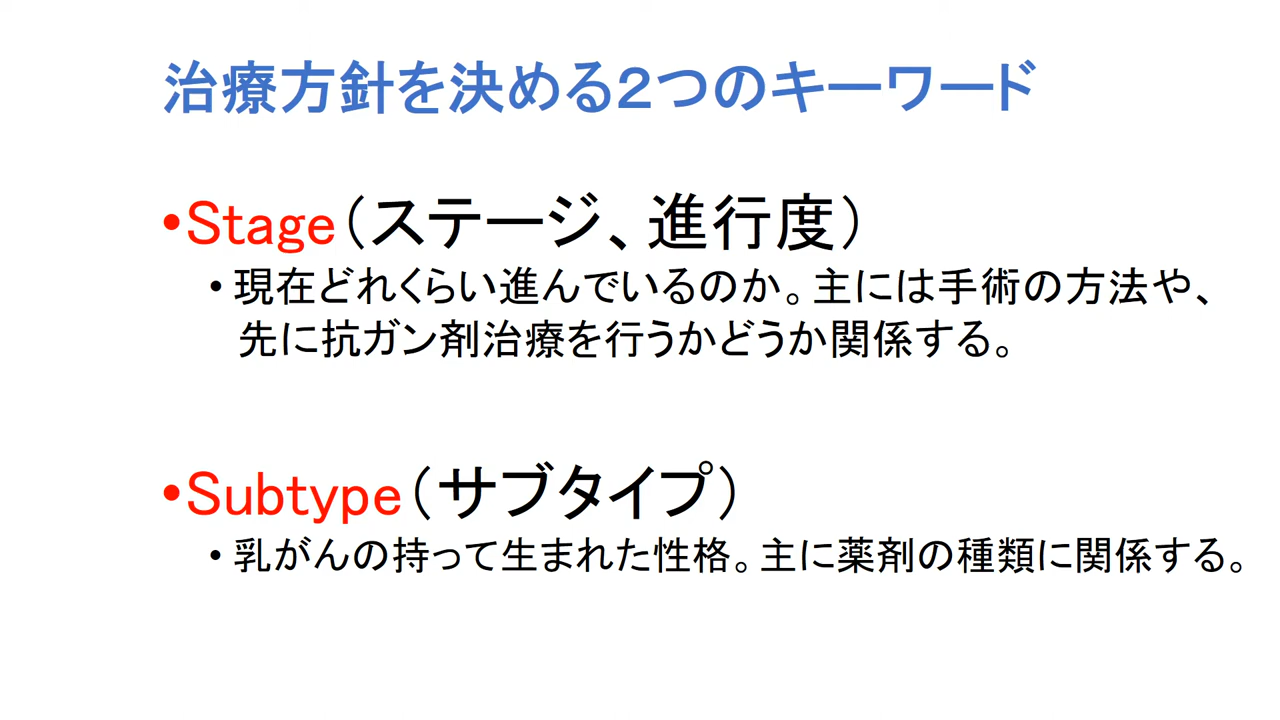 治療方針を決める２つのキーワード
•Stage（ステージ、進行度）
• 現在どれくらい進んでいるのか。主には手術の方法や、
先に抗ガン剤治療を行うかどうか関係する。
•Subtype（サブタイプ）
• 乳がんの持って生まれた性格。主に薬剤の種類に関係する。